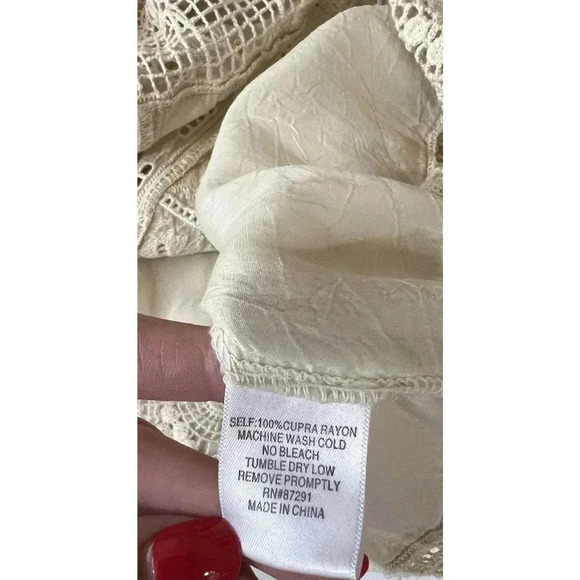 SELF:100%CUPRA RAYON
MACHINE WASH COLD
NO BLEACH
TUMBLE DRY LOW
REMOVE PROMPTLY
RN#87291
MADE IN CHINA